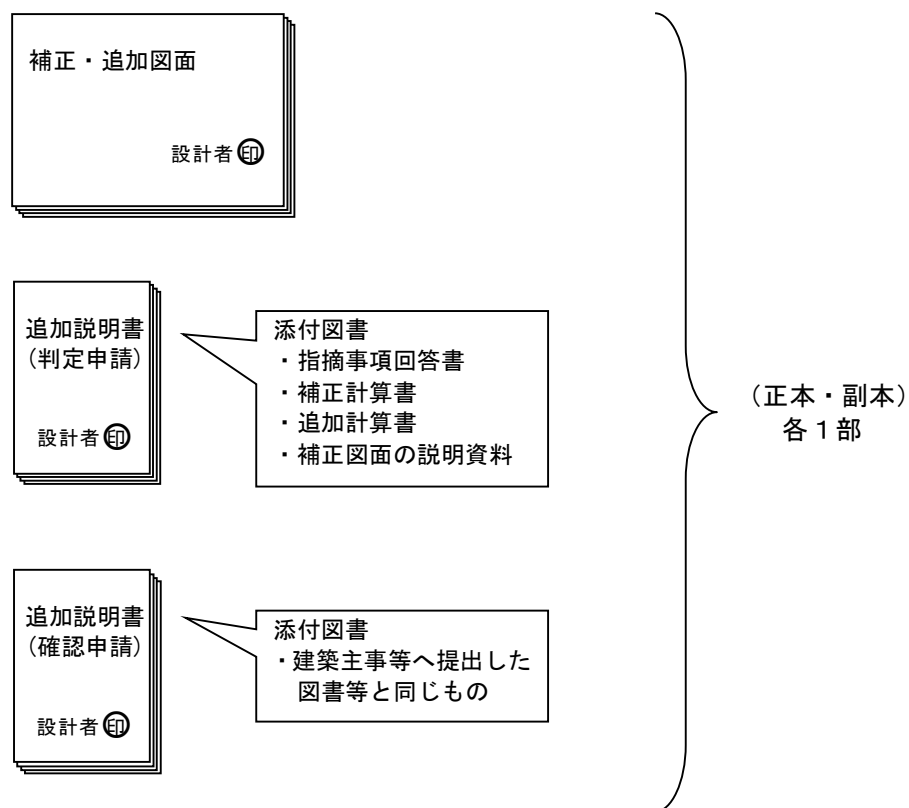 補正・追加図面
設計者㊞
追加説明書
(判定申請)
設計者㊞
添付図書
・指摘事項回答書
・補正計算書
・追加計算書
・補正図面の説明資料
(正本・副本)
各1部
追加説明書
(確認申請)
設計者㊞
添付図書
・建築主事等へ提出した
図書等と同じもの